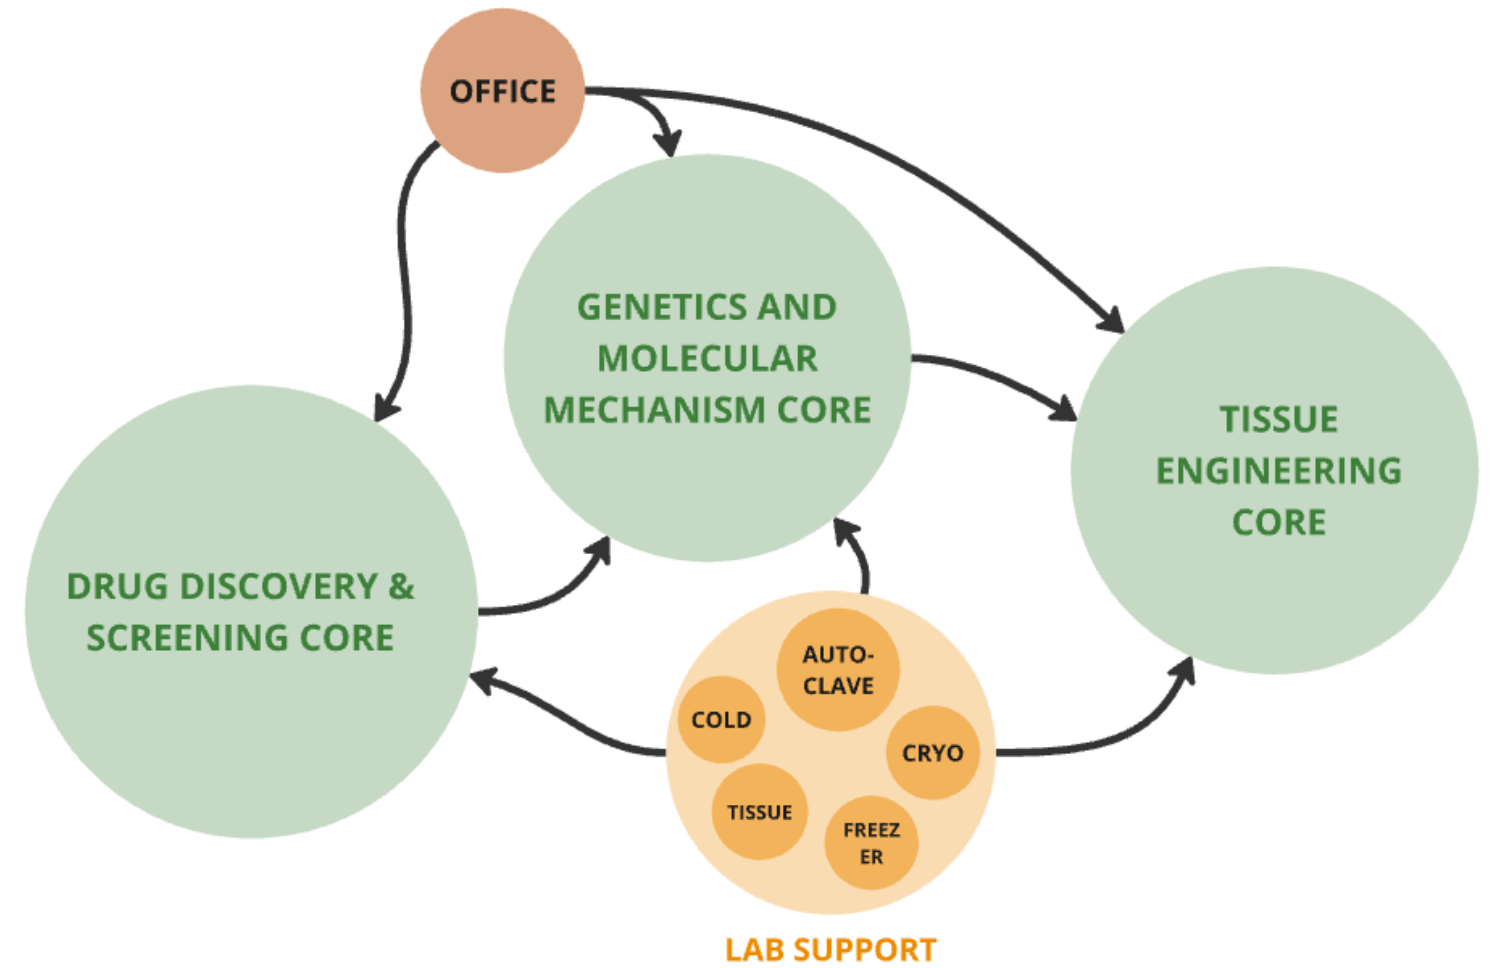 OFFICE
GENETICS AND
MOLECULAR
MECHANISM CORE
TISSUE
ENGINEERING
CORE
DRUG DISCOVERY &
SCREENING CORE
AUTO-
CLAVE
COLD
CRYO
TISSUE
FREEZ
ER
LAB SUPPORT